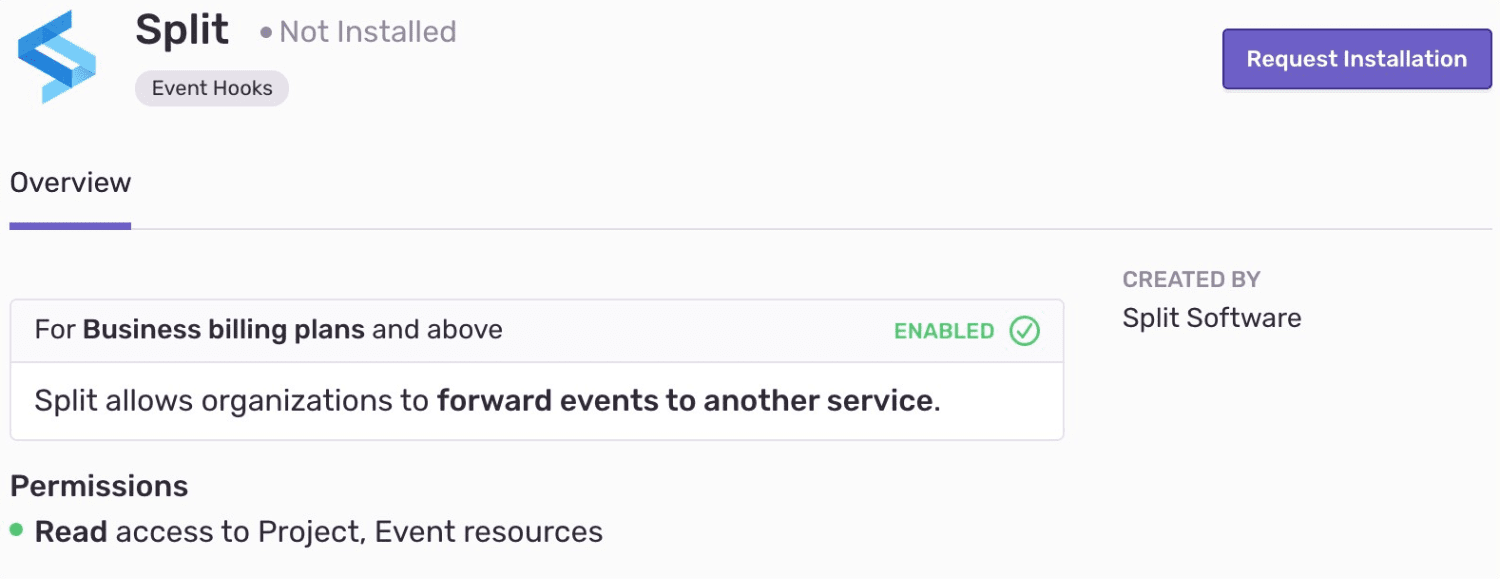 Split
Not Installed
Request Installation
Event Hooks
Overview
CREATED BY
Split Software
For Business billing plans and above
ENABLED
Split allows organizations to forward events to another service.
Permissions
Read access to Project, Event resources